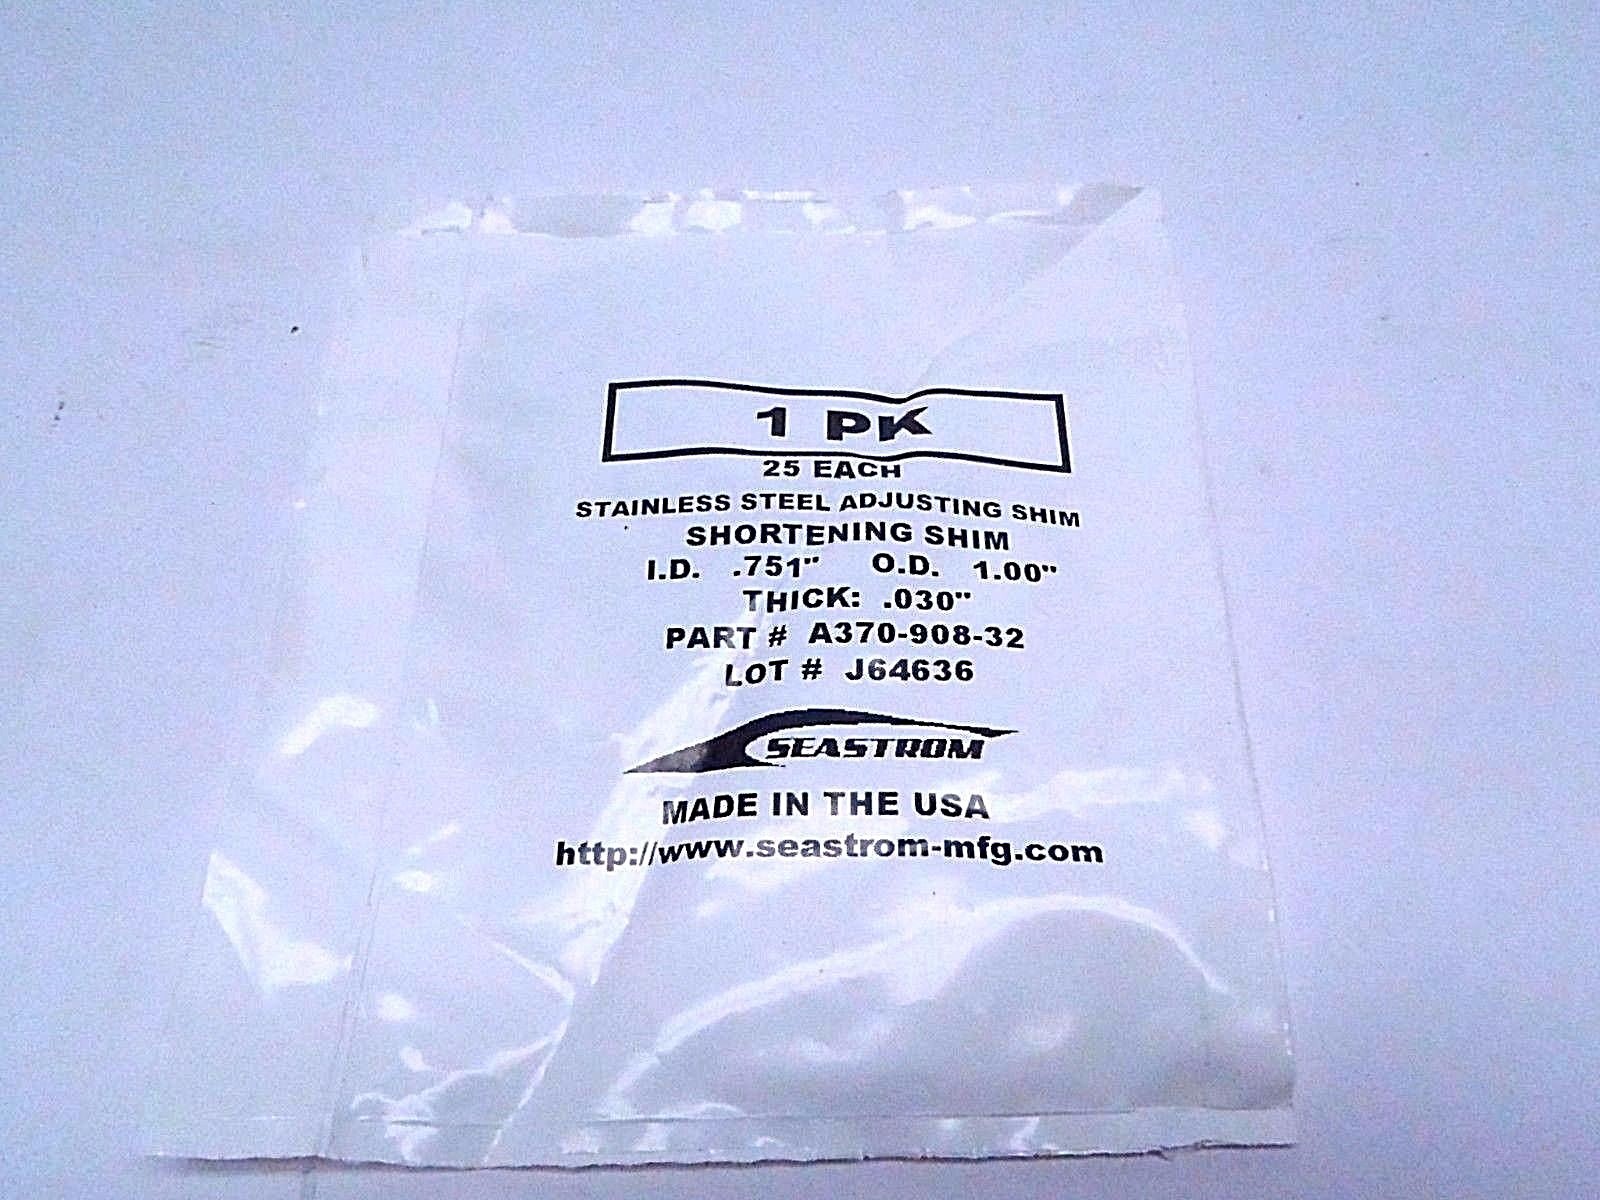 1 PK
25 EACH
STAINLESS STEEL ADJUSTING SHIM
SHORTENING SHIM
I.D. .751" O.D. 1.00"
THICK: .030"
PART # A370-908-32
LOT # J64636
SEASTROM
MADE IN THE USA
http://www.seastrom-mfg.com